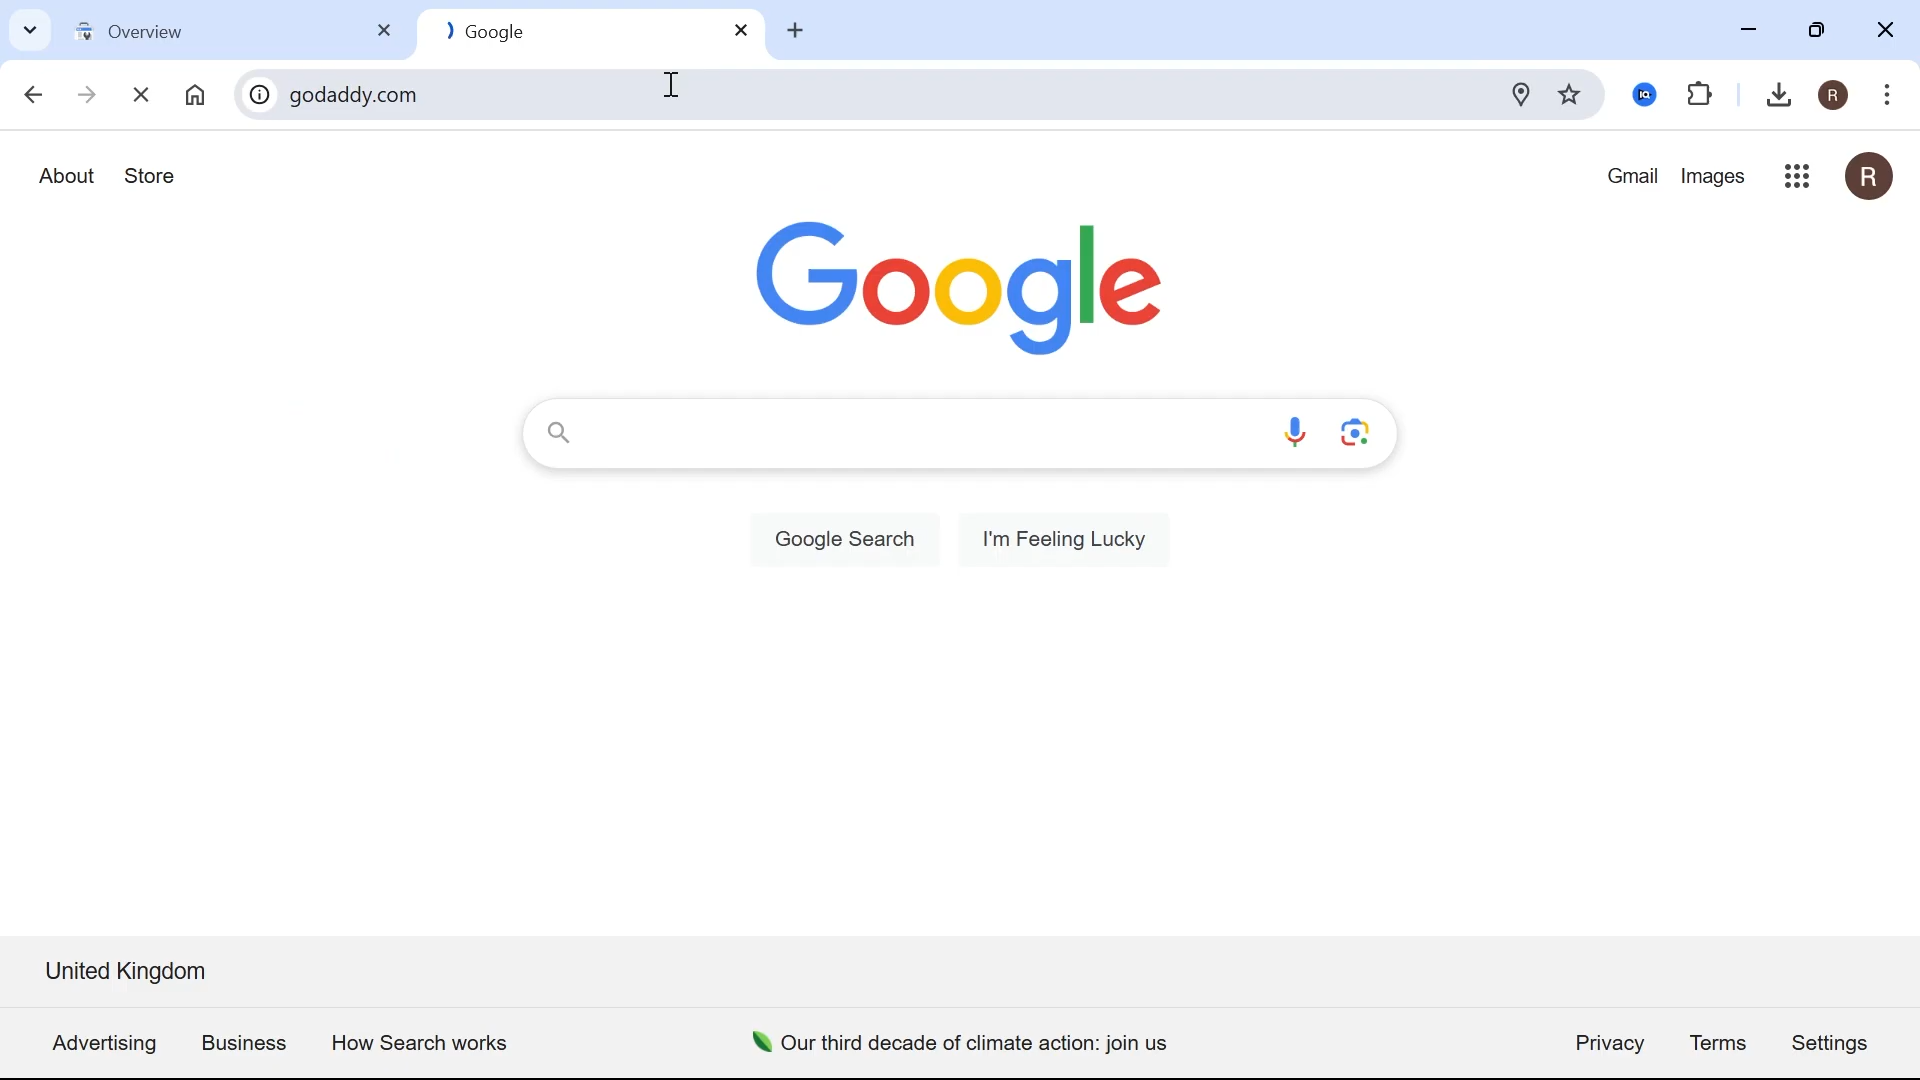 Overview
Google
godaddy.com
R
About Store
Gmail Images
R
Google
Google Search
I'm Feeling Lucky
United Kingdom
Advertising Business How Search works
Our third decade of climate action: join us
Privacy Terms Settings